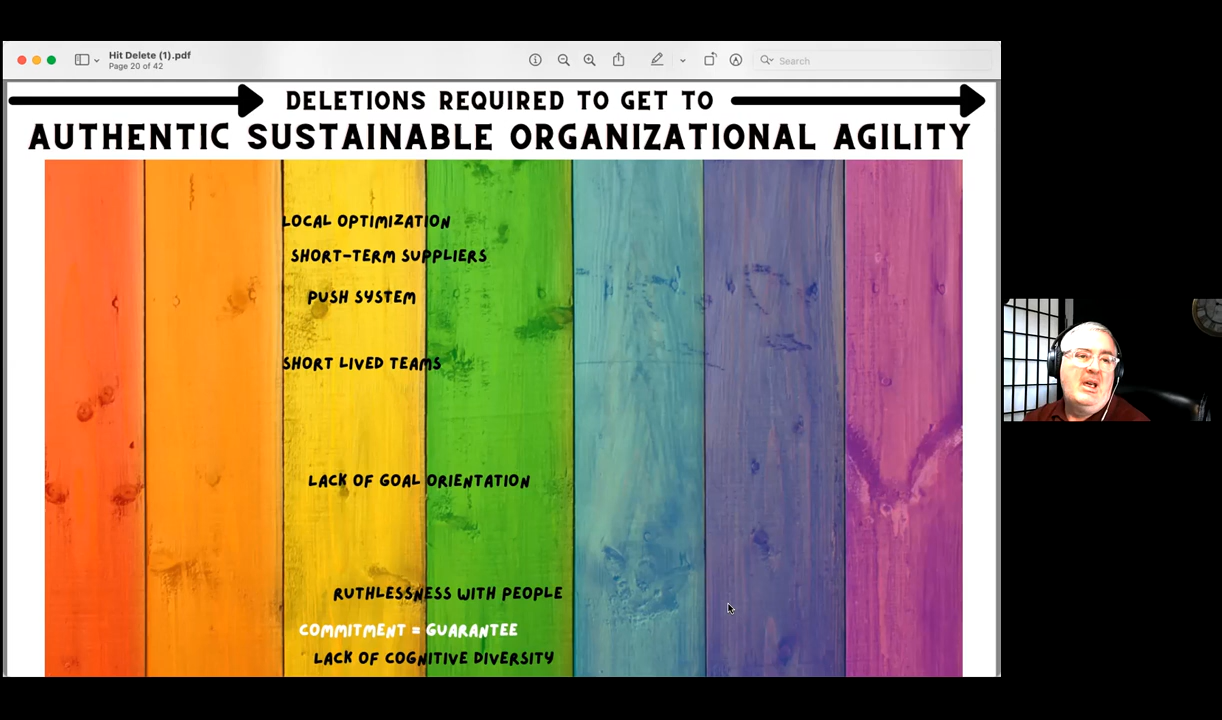 Hit Delete (1).pdf
Page 20 of 42
Search
DELETIONS REQUIRED TO GET TO
AUTHENTIC SUSTAINABLE ORGANIZATIONAL AGILITY
LOCAL OPTIMIZATION
SHORT-TERM SUPPLIERS
PUSH SYSTEM
SHORT LIVED TEAMS
LACK OF GOAL ORIENTATION
RUTHLESSNESS WITH PEOPLE
COMMITMENT = GUARANTEE
LACK OF COGNITIVE DIVERSITY